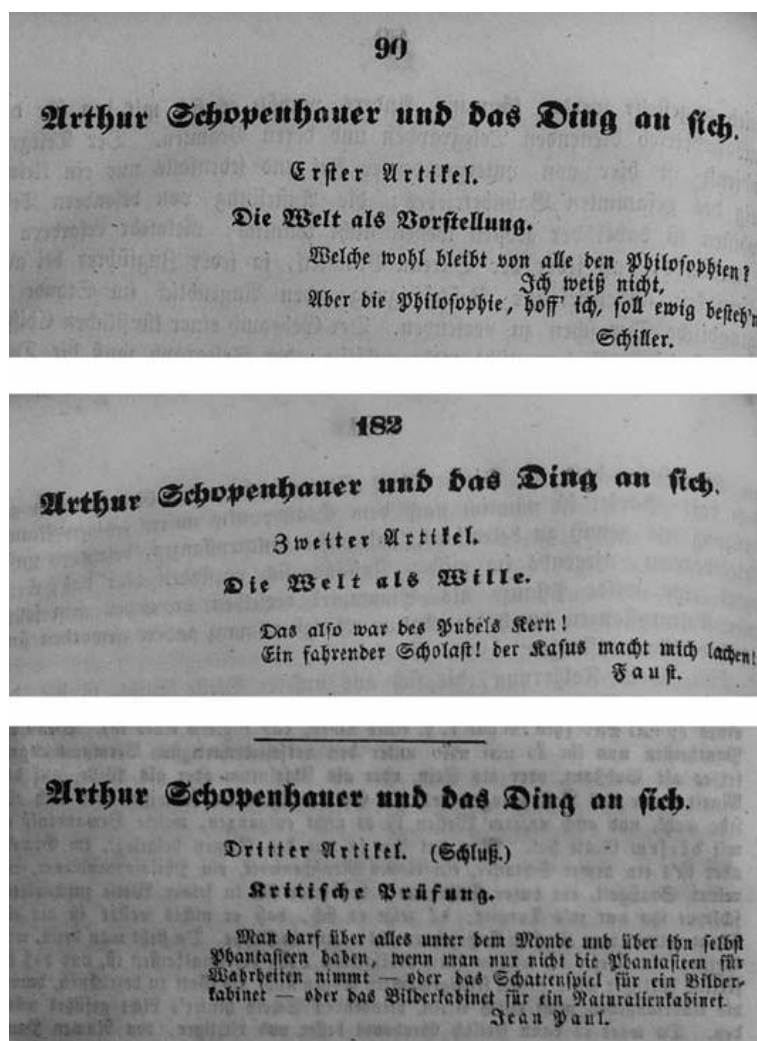 90
Arthur Schopenhauer und das Ding an sich.
Erster Artikel.
Die Welt als Vorstellung.
Welche wohl bleibt von alle den Philosophien?
Ich weiß nicht,
Aber die Philosophie, hoff' ich, soll ewig besteh'n
Schiller.
182
Arthur Schopenhauer und das Ding an sich.
Zweiter Artikel.
Die Welt als Wille.
Das also war des Pudels Kern!
Ein fahrender Scholast! der Kasus macht mich lachen!
Faust.
Arthur Schopenhauer und das Ding an sich.
Dritter Artikel. (Schluß.)
Kritische Prüfung.
Man darf über alles unter dem Monde und über ihn selbst
Phantasieen haben, wenn man nur nicht die Phantasieen für
Wahrheiten nimmt — oder das Schattenspiel für ein Bilder-
kabinet — oder das Bilderkabinet für ein Naturalienkabinet
Jean Paul.